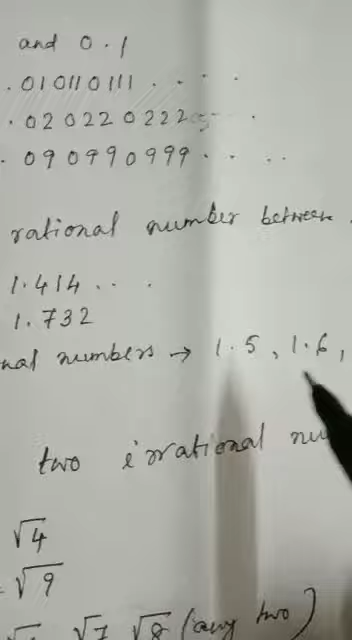 and 0.1
.010110111 . . . .
.020220222 . . .
.090990999 . . . .
rational number between
1.414 . . .
1.732
nal numbers → 1.5 , 1.6 ,
two irrational nu
√4
√9
√7 √8 (any two)